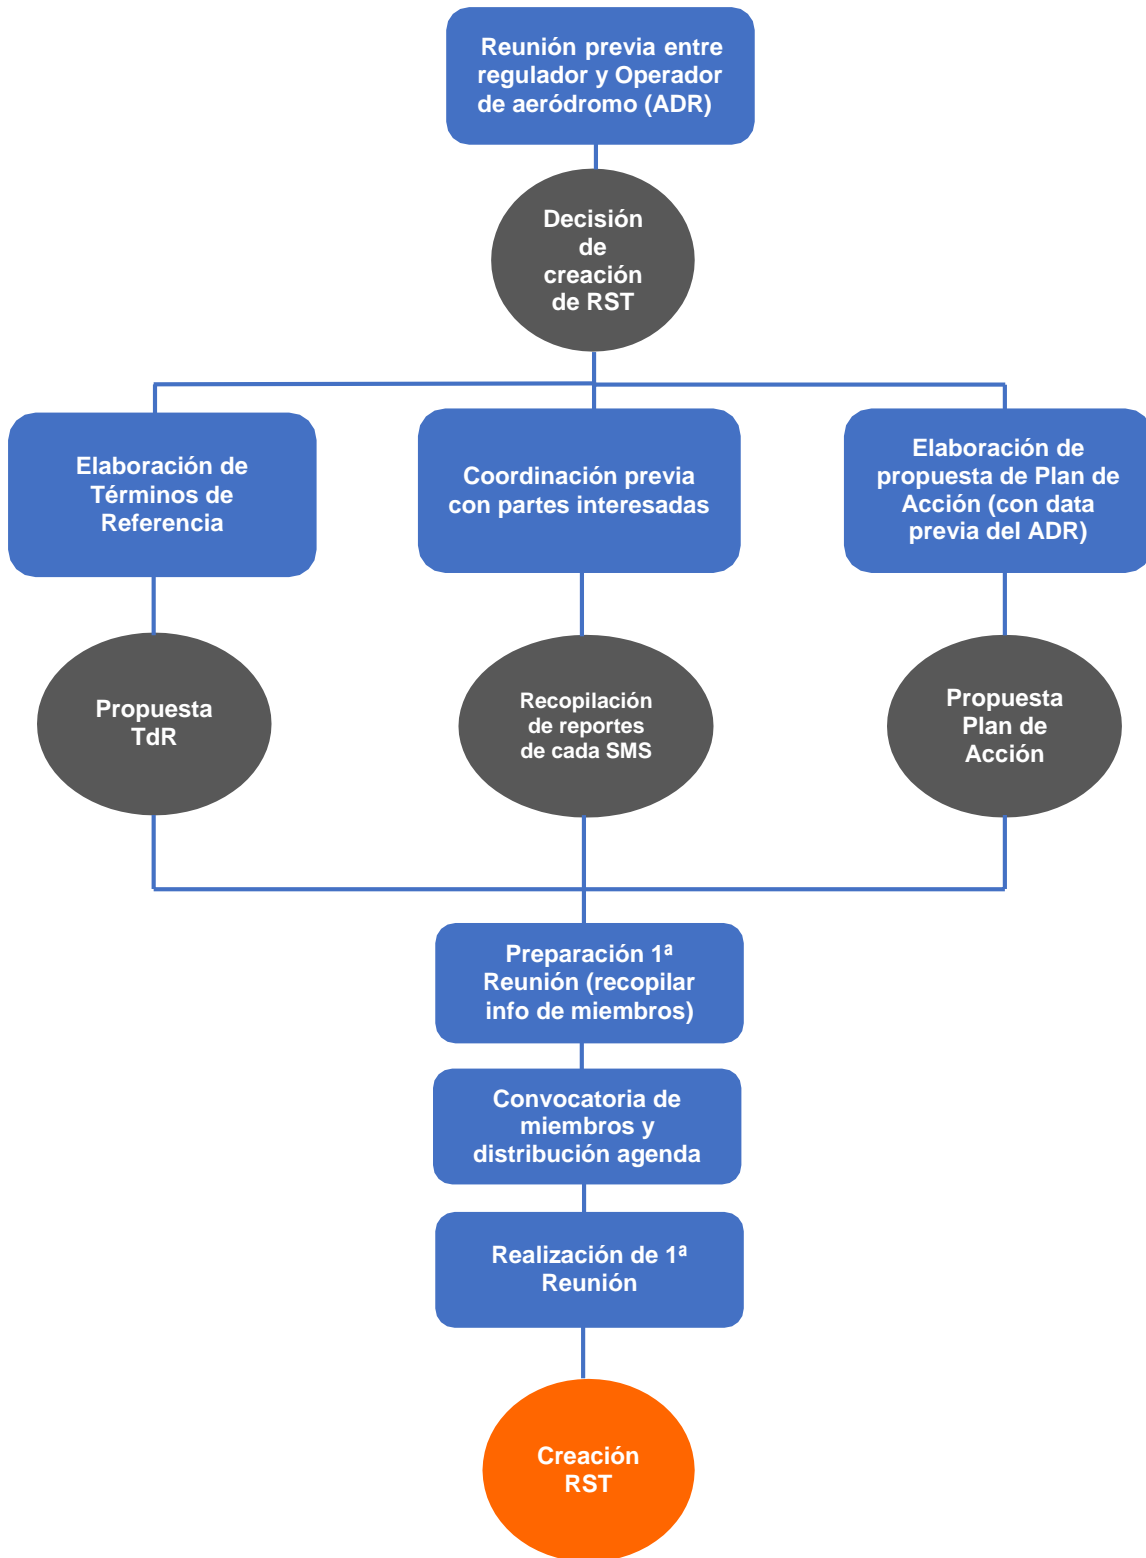 Reunión previa entre
regulador y Operador
de aeródromo (ADR)
Decisión
de
creación
de RST
Elaboración de
Términos de
Referencia
Coordinación previa
con partes interesadas
Elaboración de
propuesta de Plan de
Acción (con data
previa del ADR)
Propuesta
TdR
Recopilación
de reportes
de cada SMS
Propuesta
Plan de
Acción
Preparación 1ª
Reunión (recopilar
info de miembros)
Convocatoria de
miembros y
distribución agenda
Realización de 1ª
Reunión
Creación
RST